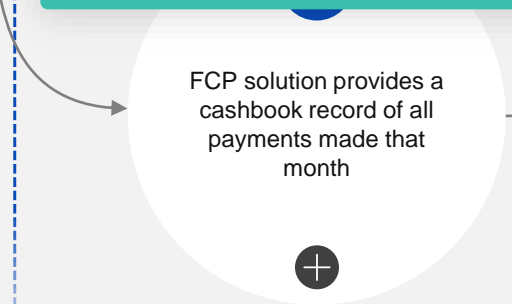 FCP solution provides a
cashbook record of all
payments made that
month